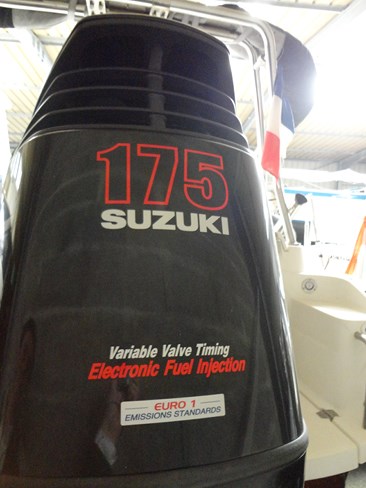 175
SUZUKI
Variable Valve Timing
Electronic Fuel Injection
EURO 1
EMISSIONS STANDARDS